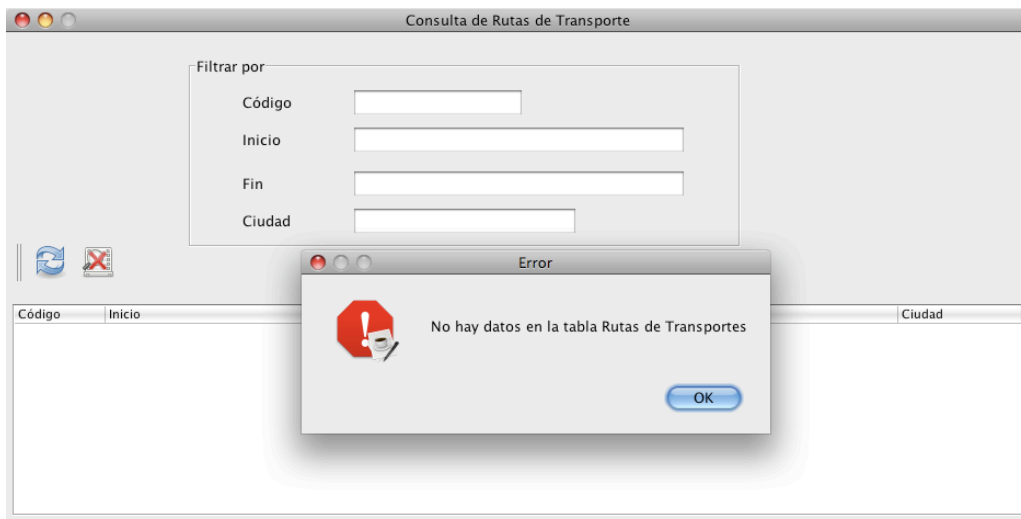 Consulta de Rutas de Transporte
Filtrar por
Código
Inicio
Fin
Ciudad
Error
No hay datos en la tabla Rutas de Transportes
OK
Código Inicio Ciudad